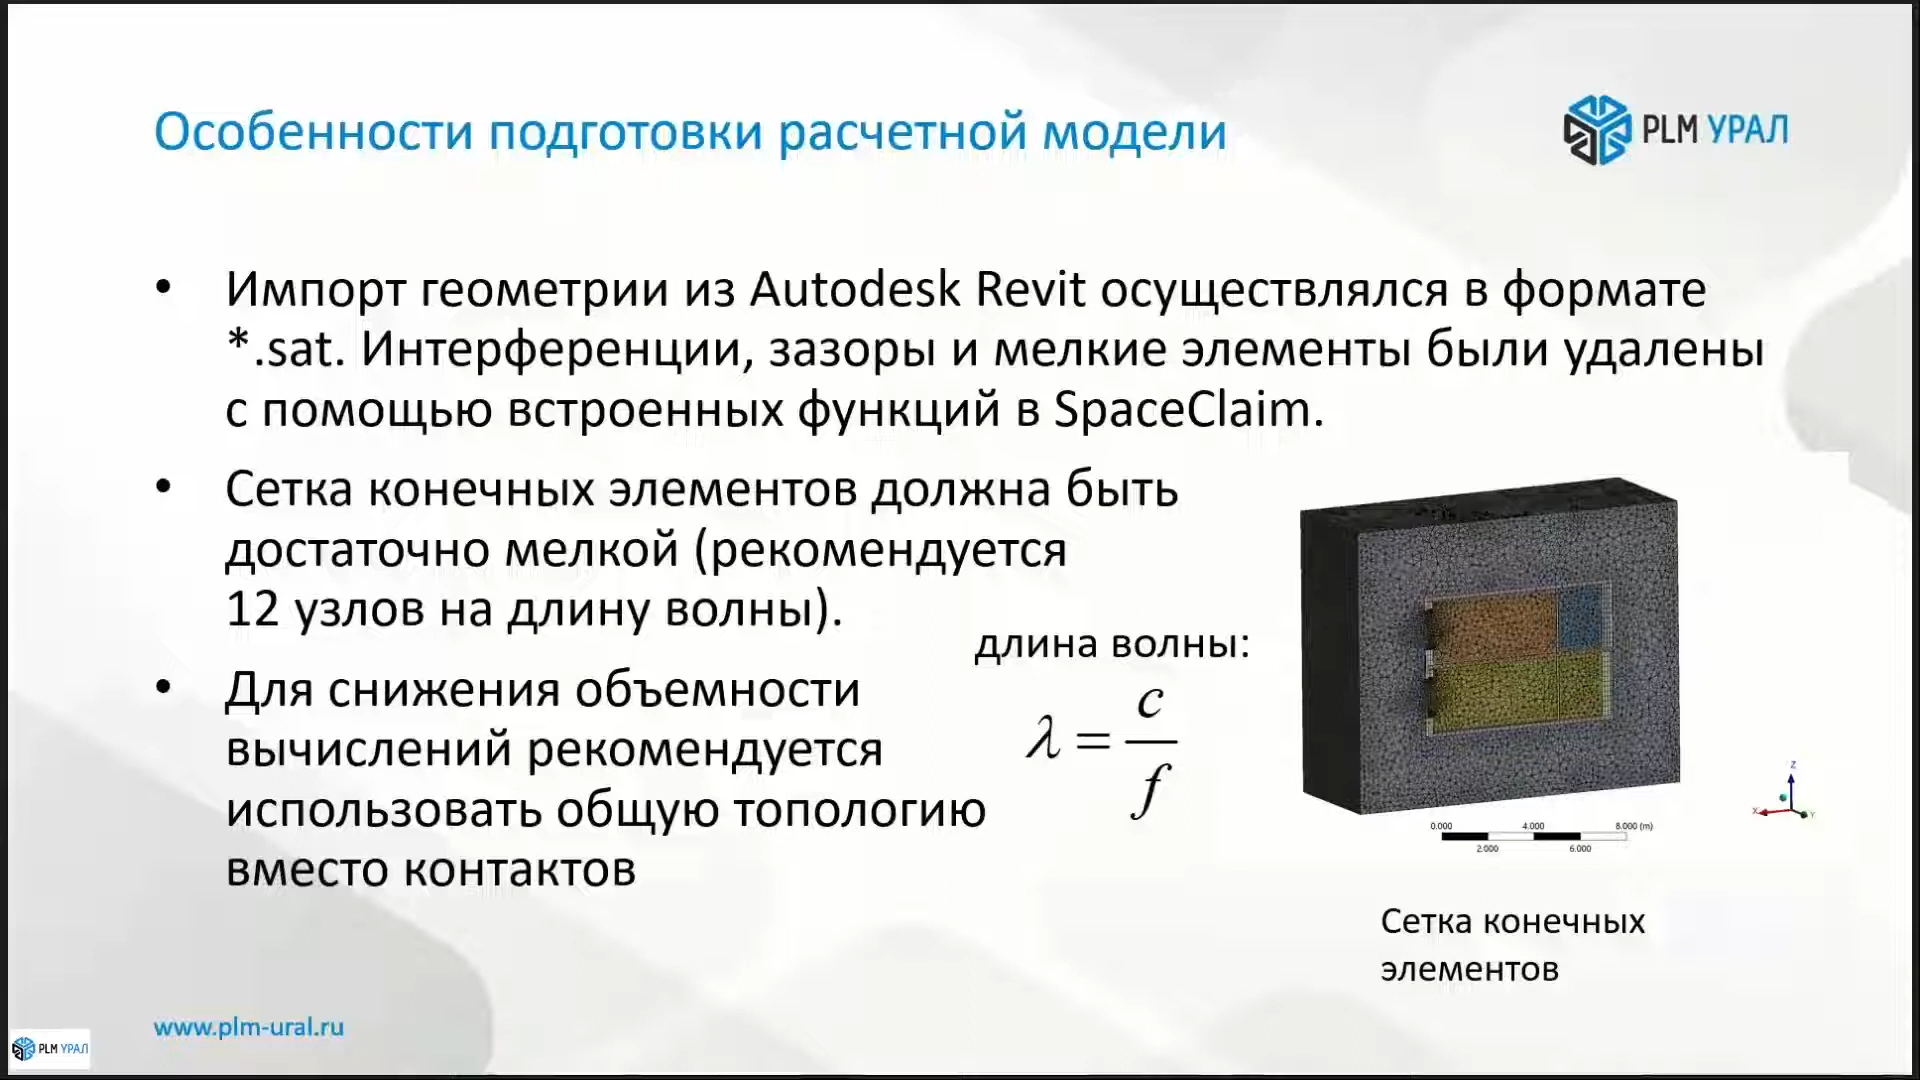 Особенности подготовки расчетной модели
PLM УРАЛ
• Импорт геометрии из Autodesk Revit осуществлялся в формате
*.sat. Интерференции, зазоры и мелкие элементы были удалены
с помощью встроенных функций в SpaceClaim.
• Сетка конечных элементов должна быть
достаточно мелкой (рекомендуется
12 узлов на длину волны).
• Для снижения объемности
вычислений рекомендуется
использовать общую топологию
вместо контактов
длина волны:
λ = c / f
0.000 4.000 8.000 (m)
2.000 6.000
Z
X
Y
Сетка конечных
элементов
www.plm-ural.ru
PLM УРАЛ